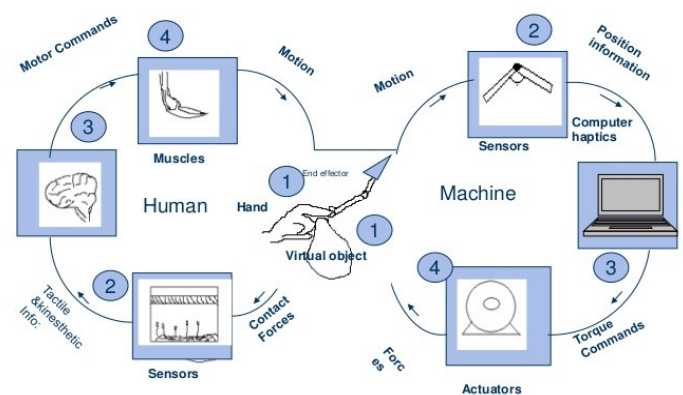 Motor Commands
4
Motion
Muscles
3
Human
Hand
1
End effector
Virtual object
1
2
Tactile
&kinesthetic
Info:
Sensors
Contact
Forces
Motion
2
Position
information
Sensors
Computer
haptics
Machine
3
Torque
Commands
4
Actuators
Forc
es